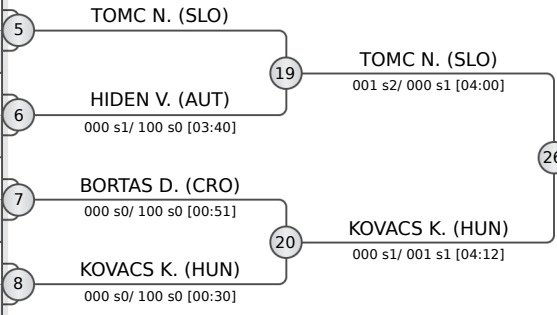 TOMC N. (SLO)
5
19
TOMC N. (SLO)
001 s2/ 000 s1 [04:00]
HIDEN V. (AUT)
6
000 s1/ 100 s0 [03:40]
26
BORTAS D. (CRO)
7
000 s0/ 100 s0 [00:51]
20
KOVACS K. (HUN)
000 s1/ 001 s1 [04:12]
KOVACS K. (HUN)
8
000 s0/ 100 s0 [00:30]